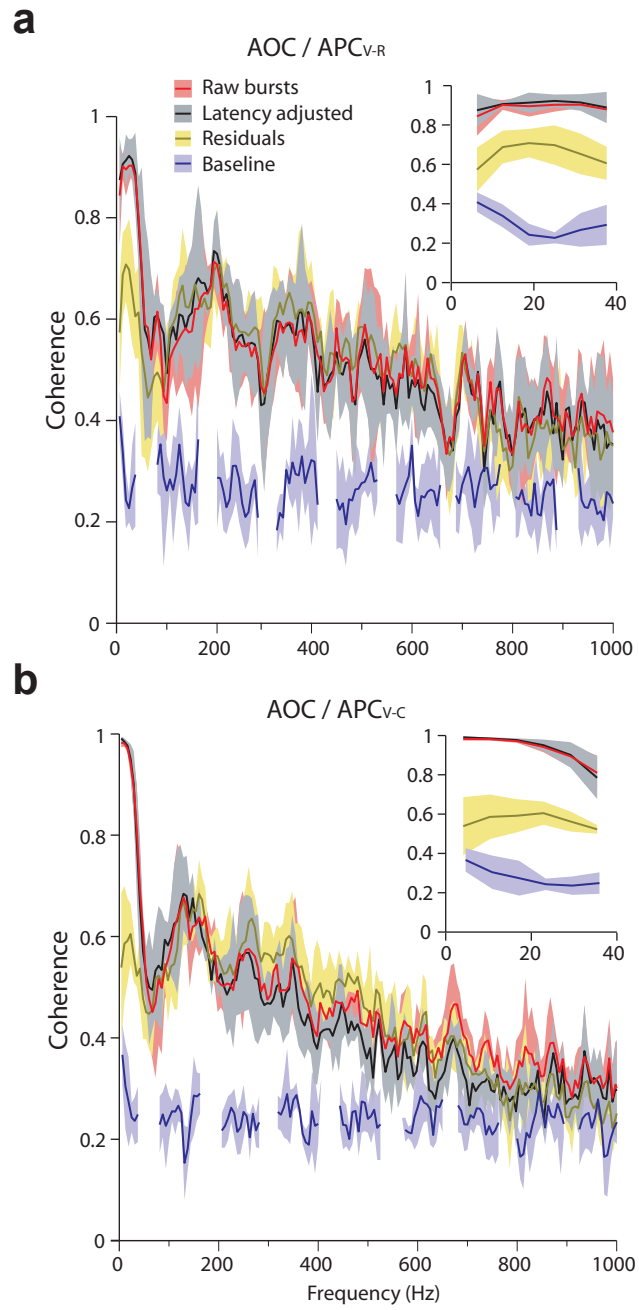 a
AOC / APCV-R
Raw bursts
Latency adjusted
Residuals
Baseline
1
0.8
0.6
0.4
0.2
0
Coherence
0 200 400 600 800 1000
1
0.8
0.6
0.4
0.2
0
0 20 40
b
AOC / APCV-C
1
0.8
0.6
0.4
0.2
0
Coherence
0 200 400 600 800 1000
Frequency (Hz)
1
0.8
0.6
0.4
0.2
0
0 20 40